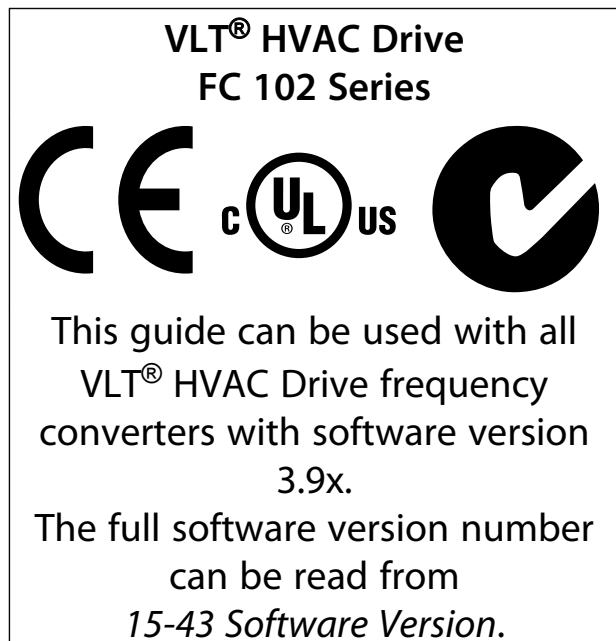 VLT® HVAC Drive
FC 102 Series
CE C UL® US
This guide can be used with all
VLT® HVAC Drive frequency
converters with software version
3.9x.
The full software version number
can be read from
15-43 Software Version.